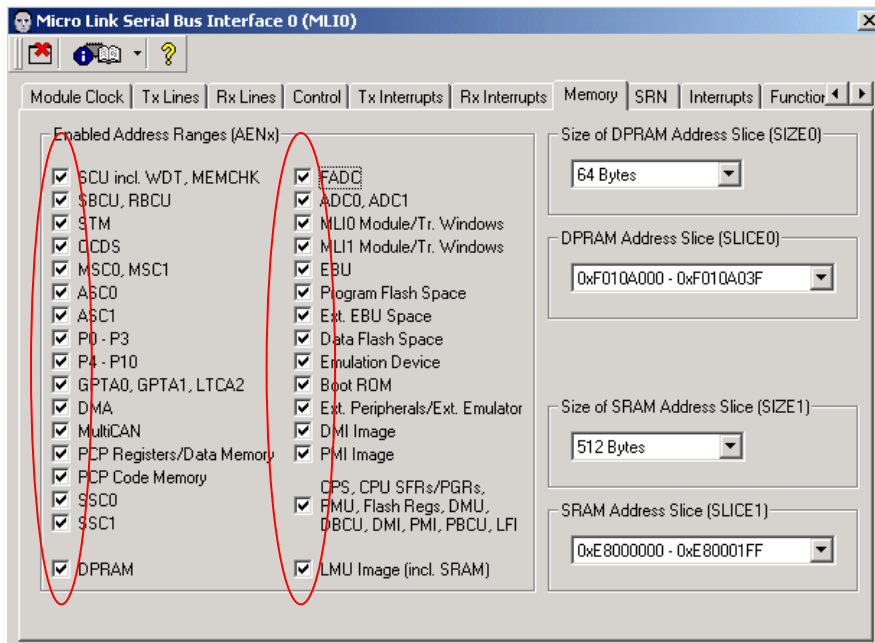 Micro Link Serial Bus Interface 0 (MLI0)
Module Clock
Tx Lines
Rx Lines
Control
Tx Interrupts
Rx Interrupts
Memory
SRN
Interrupts
Function
Enabled Address Ranges (AENx)
SCU incl. WDT, MEMCHK
SBCU, RBCU
STM
OCDS
MSC0, MSC1
ASC0
ASC1
P0 - P3
P4 - P10
GPTA0, GPTA1, LTCA2
DMA
MultiCAN
PCP Registers/Data Memory
PCP Code Memory
SSC0
SSC1
DPRAM
FADC
ADC0, ADC1
MLI0 Module/Tr. Windows
MLI1 Module/Tr. Windows
EBU
Program Flash Space
Ext. EBU Space
Data Flash Space
Emulation Device
Boot ROM
Ext. Peripherals/Ext. Emulator
DMI Image
PMI Image
CPS, CPU SFRs/PGRs,
PMU, Flash Regs, DMU,
DBCU, DMI, PMI, PBCU, LFI
LMU Image (incl. SRAM)
Size of DPRAM Address Slice (SIZE0)
64 Bytes
DPRAM Address Slice (SLICE0)
0xF010A000 - 0xF010A03F
Size of SRAM Address Slice (SIZE1)
512 Bytes
SRAM Address Slice (SLICE1)
0xE8000000 - 0xE80001FF